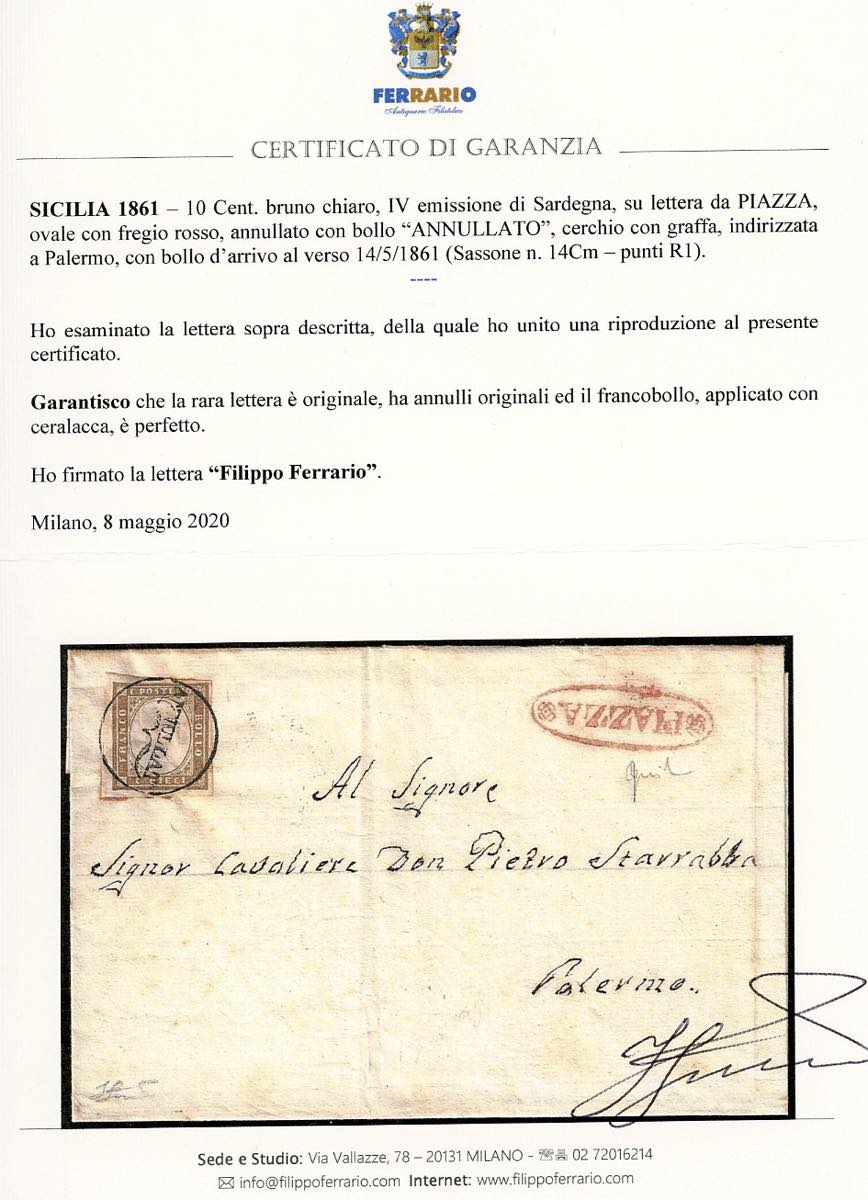 FERRARIO
Antiquario Filatelico
CERTIFICATO DI GARANZIA
SICILIA 1861 – 10 Cent. bruno chiaro, IV emissione di Sardegna, su lettera da PIAZZA,
ovale con fregio rosso, annullato con bollo “ANNULLATO”, cerchio con graffa, indirizzata
a Palermo, con bollo d’arrivo al verso 14/5/1861 (Sassone n. 14Cm – punti R1).
----
Ho esaminato la lettera sopra descritta, della quale ho unito una riproduzione al presente
certificato.
Garantisco che la rara lettera è originale, ha annulli originali ed il francobollo, applicato con
ceralacca, è perfetto.
Ho firmato la lettera “Filippo Ferrario”.
Milano, 8 maggio 2020
C. POSTE
FRANCO
BOLLO
C. DIECI
PIAZZA
Al Signore
Signor Cavaliere Don Pietro Starrabba
Palermo.
Sede e Studio: Via Vallazze, 78 – 20131 MILANO - ☏ 02 72016214
✉ info@filippoferrario.com Internet: www.filippoferrario.com